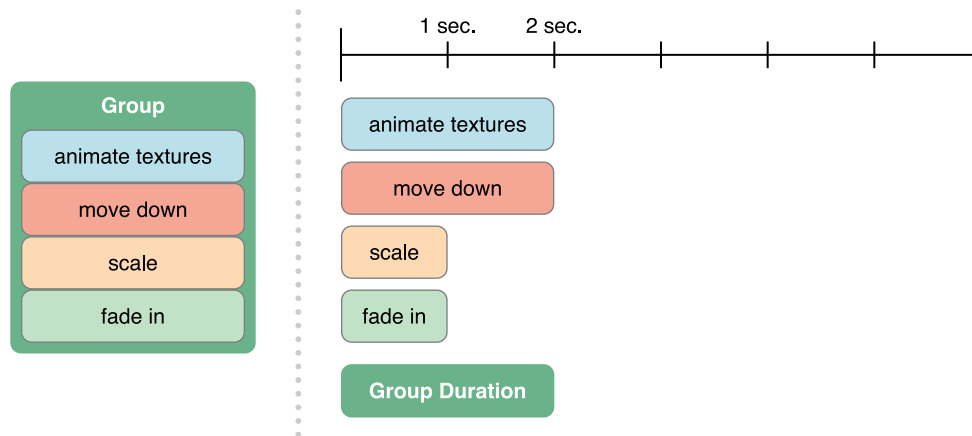 Group
animate textures
move down
scale
fade in
1 sec. 2 sec.
animate textures
move down
scale
fade in
Group Duration